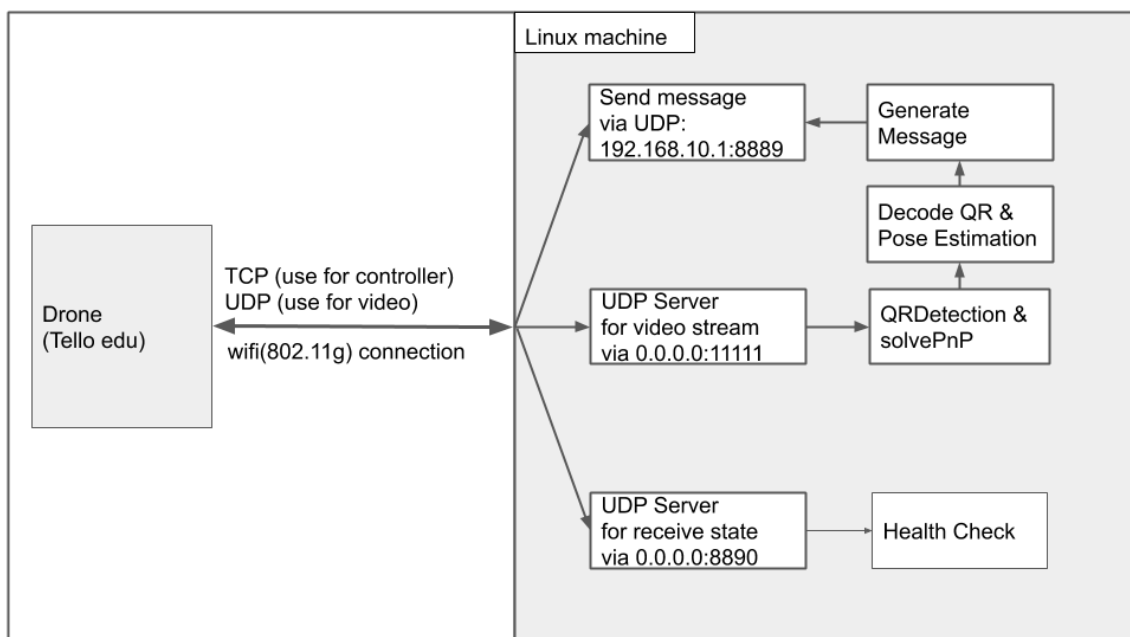 Linux machine
Send message
via UDP:
192.168.10.1:8889
Generate
Message
Decode QR &
Pose Estimation
Drone
(Tello edu)
TCP (use for controller)
UDP (use for video)
wifi(802.11g) connection
UDP Server
for video stream
via 0.0.0.0:11111
QRDetection &
solvePnP
UDP Server
for receive state
via 0.0.0.0:8890
Health Check